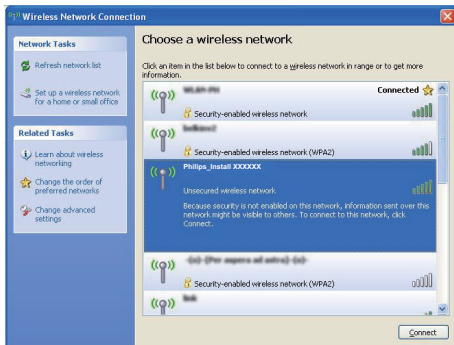 Wireless Network Connection
Network Tasks
Refresh network list
Set up a wireless network
for a home or small office
Related Tasks
Learn about wireless
networking
Change the order of
preferred networks
Change advanced
settings
Choose a wireless network
Click an item in the list below to connect to a wireless network in range or to get more
information.
Connected
Security-enabled wireless network
Security-enabled wireless network (WPA2)
Philips_Install XXXXXX
Unsecured wireless network
Because security is not enabled on this network, information sent over this
network might be visible to others. To connect to this network, click
Connect.
Security-enabled wireless network (WPA2)
Connect